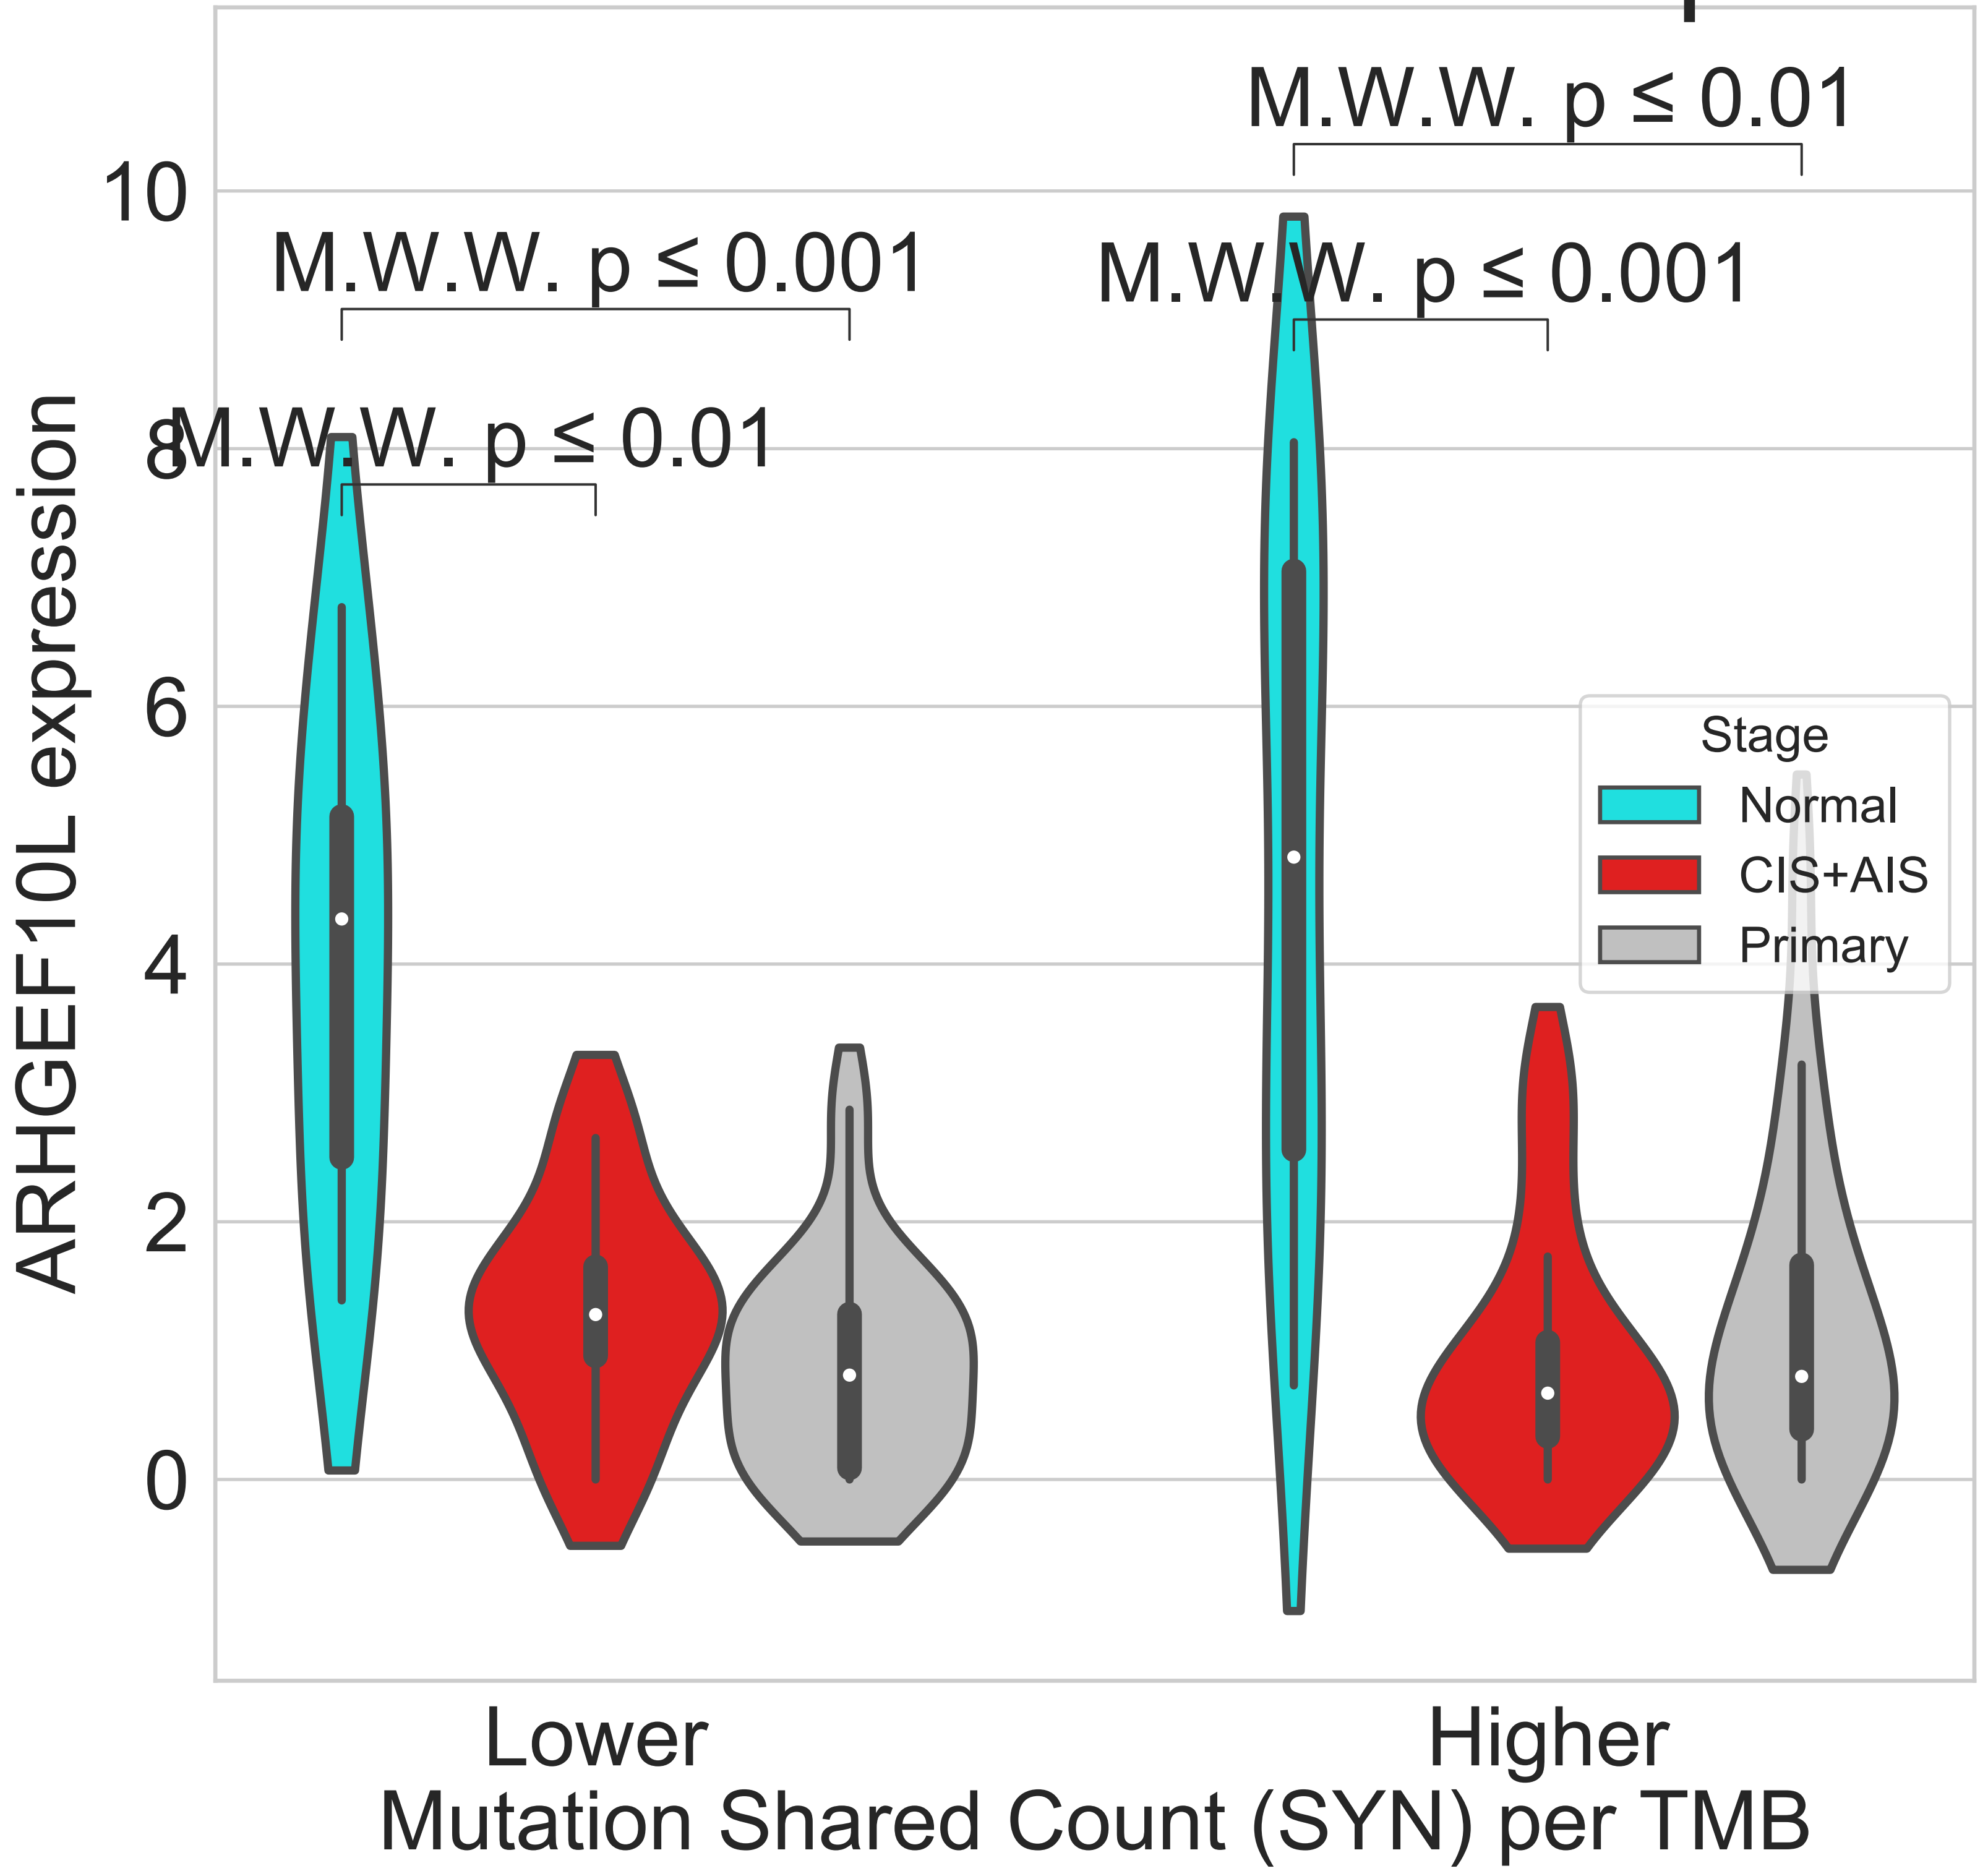 M.W.W. p ≤ 0.01
M.W.W. p ≤ 0.001
M.W.W. p ≤ 0.001
M.W.W. p ≤ 0.01
10
8
6
4
2
0
ARHGEF10L expression
Stage
Normal
CIS+AIS
Primary
Lower
Higher
Mutation Shared Count (SYN) per TMB